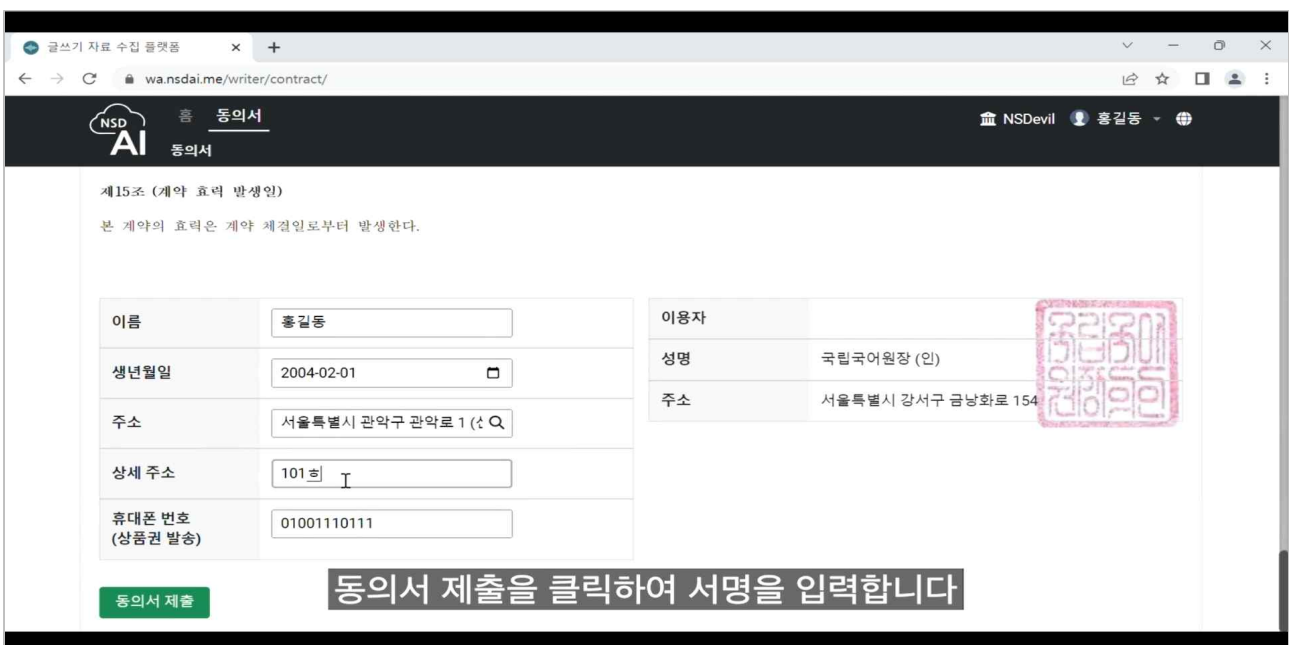 글쓰기 자료 수집 플랫폼
wa.nsdai.me/writer/contract/
NSD
AI
홈 동의서
NSDevil 홍길동
동의서
제15조 (계약 효력 발생일)
본 계약의 효력은 계약 체결일로부터 발생한다.
이름 홍길동
생년월일 2004-02-01
주소 서울특별시 관악구 관악로 1 (
상세 주소 101호
휴대폰 번호
(상품권 발송) 01001110111
이용자
성명 국립국어원장 (인)
주소 서울특별시 강서구 금낭화로 154
국립국어
원장의인
동의서 제출
동의서 제출을 클릭하여 서명을 입력합니다